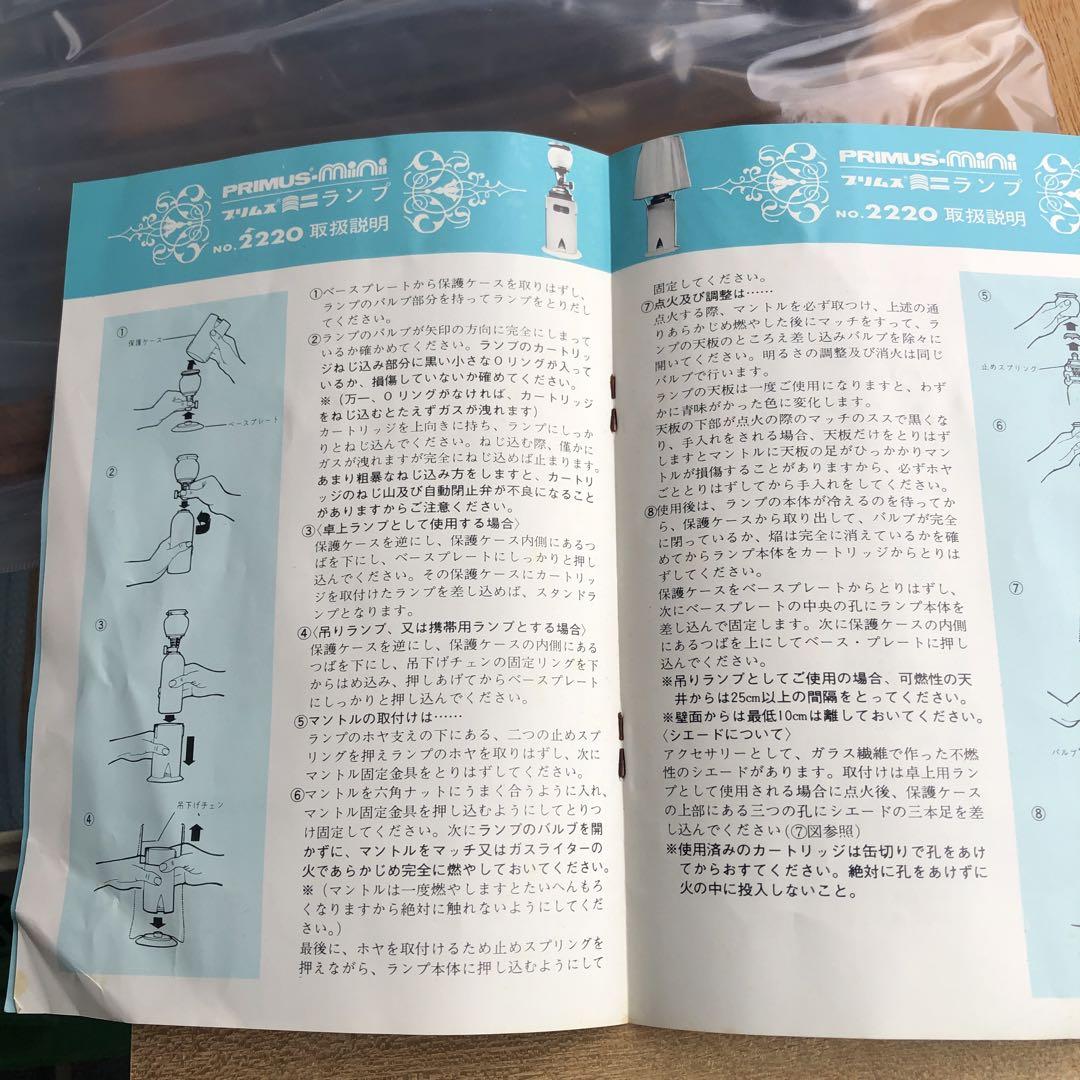 PRIMUS-mini
プリムス ミニ ランプ
NO.2220 取扱説明
①
保護ケース
ベースプレート
②
③
吊下げチェン
④
①ベースプレートから保護ケースを取りはずし、
ランプのバルブ部分を持ってランプをとりだし
てください。
②ランプのバルブが矢印の方向に完全にしまって
いるか確かめてください。ランプのカートリッ
ジねじ込み部分に黒い小さなOリングが入って
いるか、損傷していないか確めてください。
※(万一、Oリングがなければ、カートリッジ
をねじ込むとたえずガスが洩れます)
カートリッジを上向きに持ち、ランプにしっか
りとねじ込んでください。ねじ込む際、僅かに
ガスが洩れますが完全にねじ込めば止まります。
あまり粗暴なねじ込み方をしますと、カートリ
ッジのねじ山及び自動閉止弁が不良になること
がありますからご注意ください。
③〈卓上ランプとして使用する場合〉
保護ケースを逆にし、保護ケース内側にあるつ
ばを下にし、ベースプレートにしっかりと押し
込んでください。その保護ケースにカートリッ
ジを取付けたランプを差し込めば、スタンドラ
ンプとなります。
④〈吊りランプ、又は携帯用ランプとする場合〉
保護ケースを逆にし、保護ケースの内側にある
つばを下にし、吊下げチェンの固定リングを下
からはめ込み、押しあげてからベースプレート
にしっかりと押し込んでください。
⑤マントルの取付けは……
ランプのホヤ支えの下にある、二つの止めスプ
リングを押えランプのホヤを取りはずし、次に
マントル固定金具をとりはずしてください。
⑥マントルを六角ナットにうまく合うように入れ、
マントル固定金具を押し込むようにしてとりつ
け固定してください。次にランプのバルブを開
かずに、マントルをマッチ又はガスライターの
火であらかじめ完全に燃やしておいてください。
※(マントルは一度燃やしますとたいへんもろ
くなりますから絶対に触れないようにしてくだ
さい。)
最後に、ホヤを取付けるため止めスプリングを
押えながら、ランプ本体に押し込むようにして
PRIMUS-mini
プリムス ミニ ランプ
NO.2220 取扱説明
固定してください。
⑦点火及び調整は……
点火する際、マントルを必ず取つけ、上述の通
りあらかじめ燃やした後にマッチをすって、ラ
ンプの天板のところえ差し込みバルブを除々に
開いてください。明るさの調整及び消火は同じ
バルブで行います。
ランプの天板は一度ご使用になりますと、わず
かに青味がかった色に変化します。
天板の下部が点火の際のマッチのススで黒くな
り、手入れをされる場合、天板だけをとりはず
しますとマントルに天板の足がひっかかりマン
トルが損傷することがありますから、必ずホヤ
ごととりはずしてから手入れをしてください。
⑧使用後は、ランプの本体が冷えるのを待ってか
ら、保護ケースから取り出して、バルブが完全
に閉っているか、焔は完全に消えているかを確
めてからランプ本体をカートリッジからとりは
ずしてください。
保護ケースをベースプレートからとりはずし、
次にベースプレートの中央の孔にランプ本体を
差し込んで固定します。次に保護ケースの内側
にあるつばを上にしてベース・プレートに押し
込んでください。
※吊りランプとしてご使用の場合、可燃性の天
井からは25cm以上の間隔をとってください。
※壁面からは最低10cmは離しておいてください。
〈シエードについて〉
アクセサリーとして、ガラス繊維で作った不燃
性のシエードがあります。取付けは卓上用ラン
プとして使用される場合に点火後、保護ケース
の上部にある三つの孔にシエードの三本足を差
し込んでください(⑦図参照)
※使用済みのカートリッジは缶切りで孔をあけ
てからおすてください。絶対に孔をあけずに
火の中に投入しないこと。
⑤
止めスプリング
⑥
⑦
バルブ
⑧